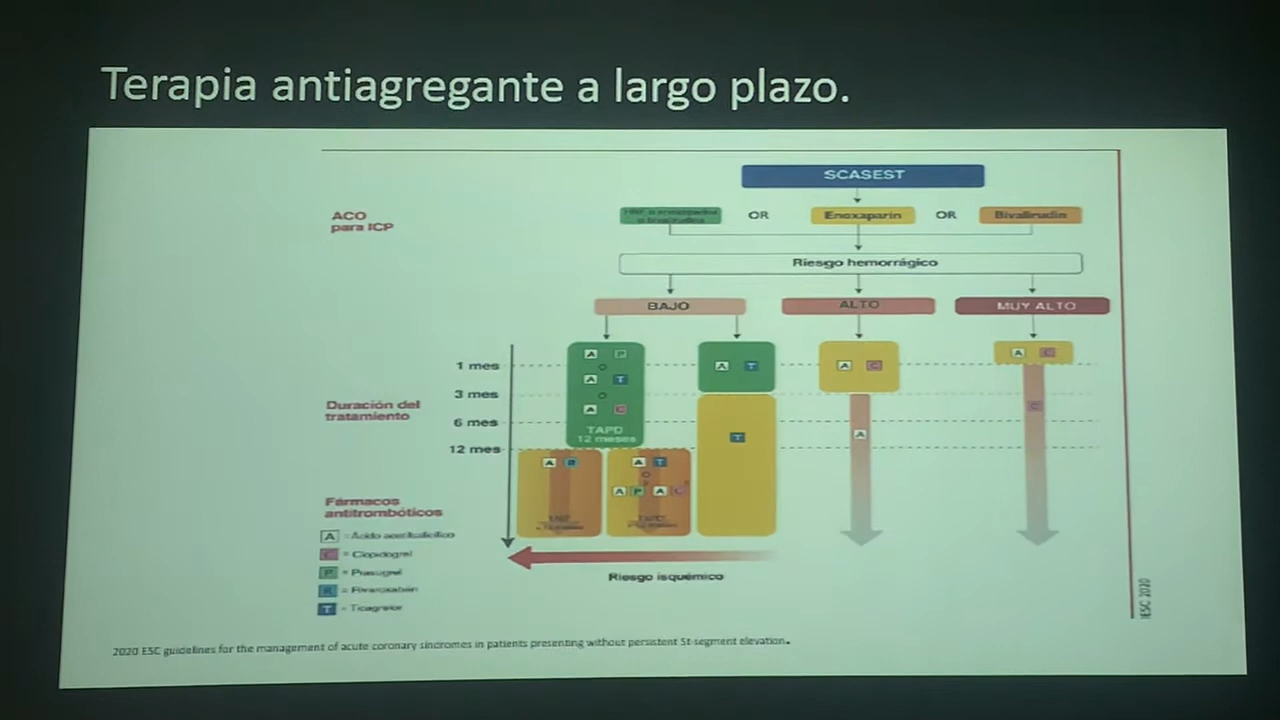 Terapia antiagregante a largo plazo.
SCASEST
ACO
para ICP
OR
Enoxaparin
OR
Bivalirudin
Riesgo hemorrágico
BAJO
ALTO
MUY ALTO
A P
A T
A C
1 mes
A T
A C
A C
3 mes
Duración del
tratamiento
6 mes
TAPD
12 meses
T
A
C
12 mes
A R
A T
A P
A C
Fármacos
antitrombóticos
A = Ácido acetilsalicílico
C = Clopidogrel
P = Prasugrel
R = Rivaroxabán
T = Ticagrelor
Riesgo isquémico
ESC 2020
2020 ESC guidelines for the management of acute coronary sindromes in patients presenting without persistent St-segment elevation.